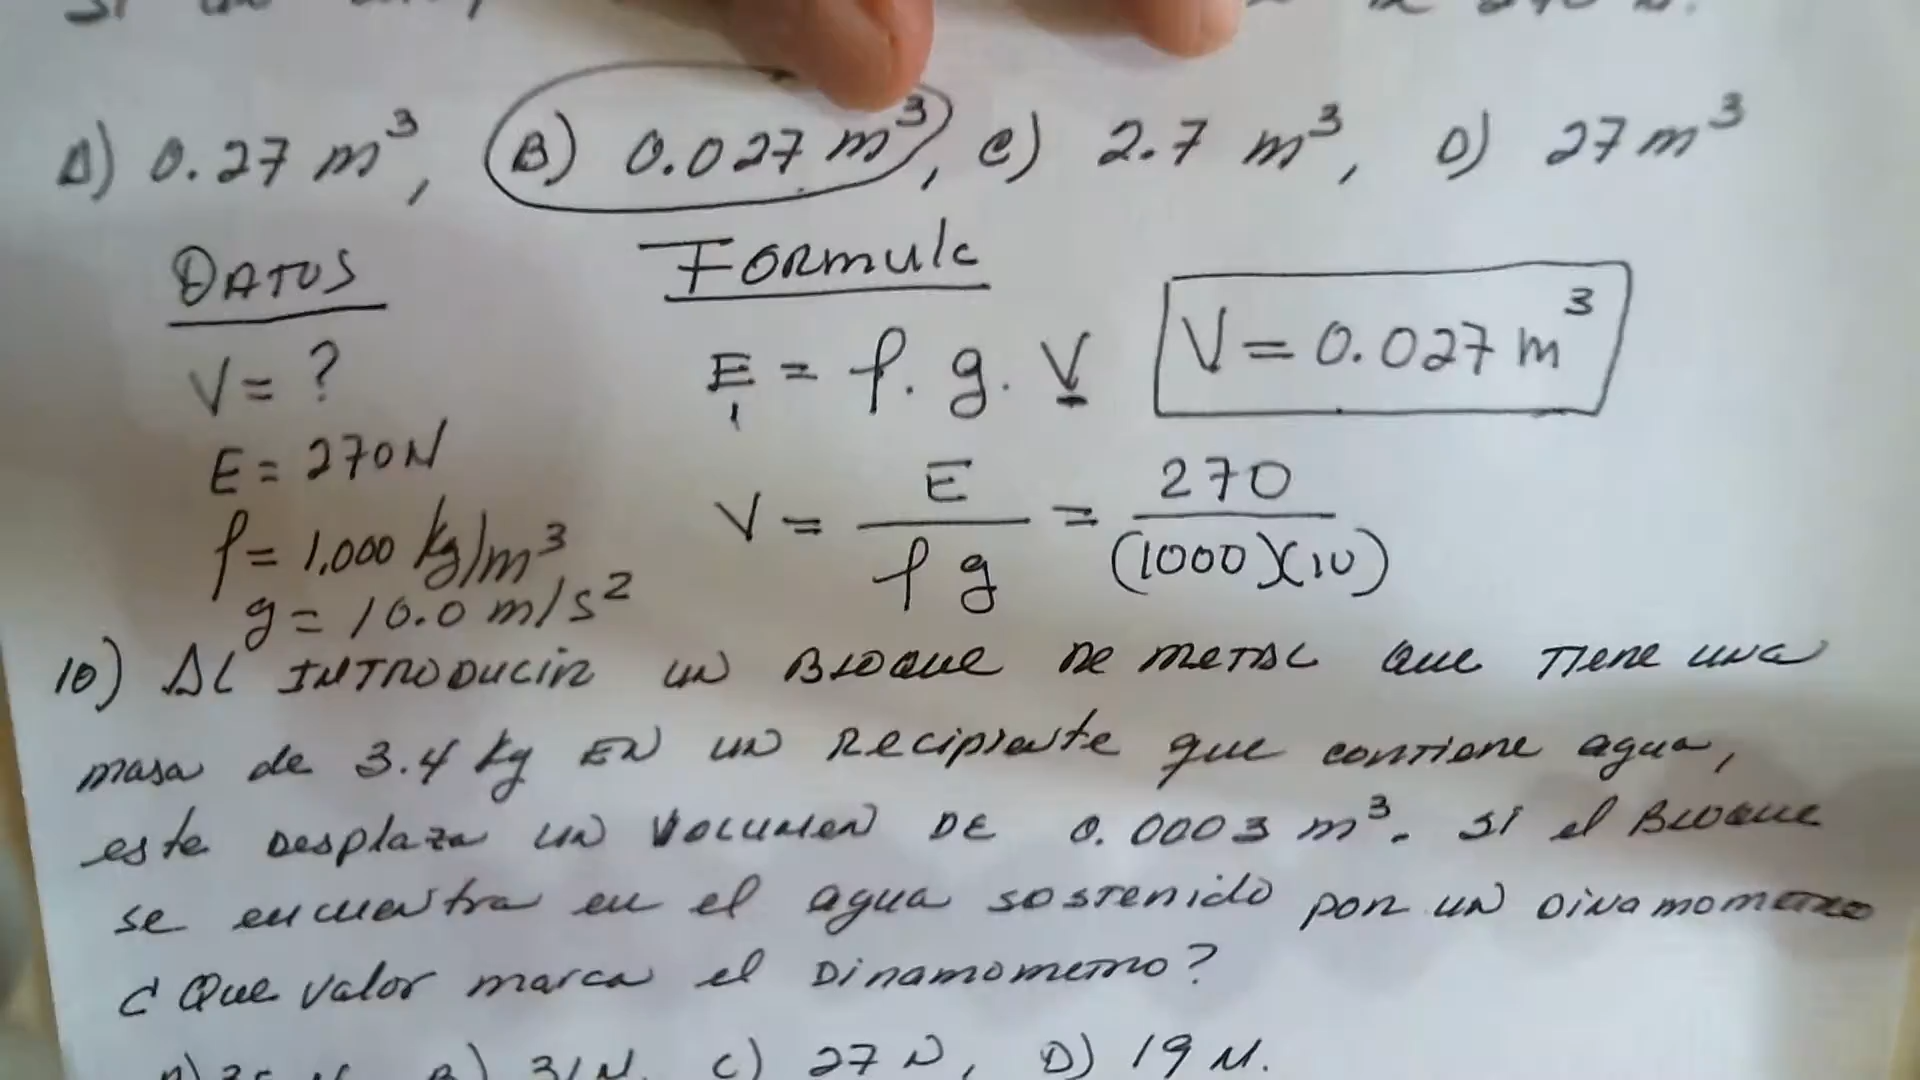 A) 0.27 m³, B) 0.027 m³, C) 2.7 m³, D) 27 m³
DATOS
V = ?
E = 270 N
ρ = 1,000 kg/m³
g = 10.0 m/s²
Formula
E = ρ. g. V
V = E / ρ g = 270 / (1000)(10)
V = 0.027 m³
10) AL INTRODUCIR un BLOQUE DE METAL QUE TIENE una
masa de 3.4 kg EN un Recipiente que contiene agua,
este Desplaza un Volumen DE 0.0003 m³. Si el BLOQUE
se encuentra en el agua sostenido por un Dinamometro
¿ Que valor marca el Dinamometro?
B) 31 N, C) 27 N, D) 19 N.